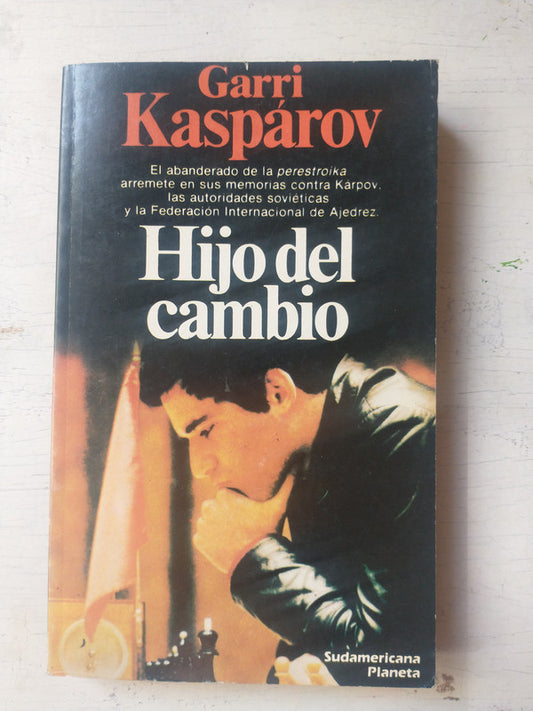 Garri
Kaspárov
El abanderado de la perestroika
arremete en sus memorias contra Kárpov,
las autoridades soviéticas
y la Federación Internacional de Ajedrez.
Hijo del
cambio
Sudamericana
Planeta